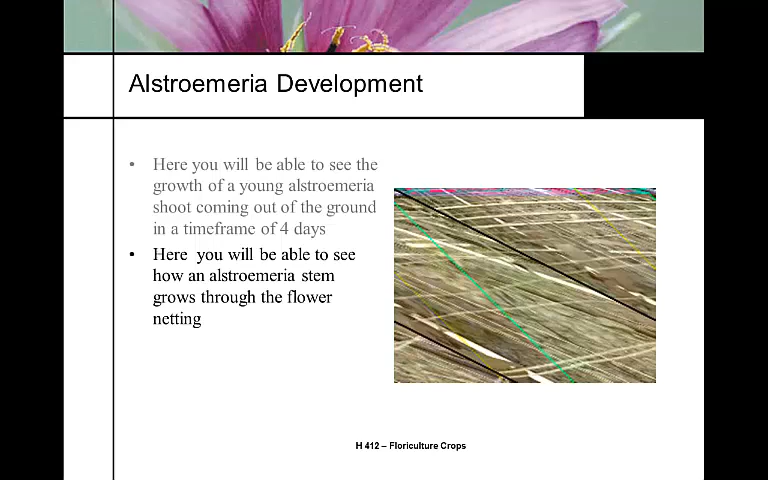 Alstroemeria Development
• Here you will be able to see the
growth of a young alstroemeria
shoot coming out of the ground
in a timeframe of 4 days
• Here you will be able to see
how an alstroemeria stem
grows through the flower
netting
H 412 – Floriculture Crops